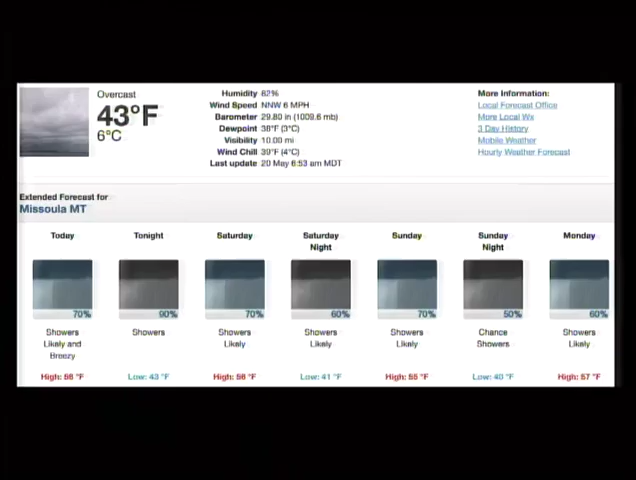 Overcast
43°F
6°C
Humidity 82%
Wind Speed NNW 6 MPH
Barometer 29.80 in (1009.6 mb)
Dewpoint 38°F (3°C)
Visibility 10.00 mi
Wind Chill 39°F (4°C)
Last update 20 May 6:53 am MDT
More Information:
Local Forecast Office
More Local Wx
3 Day History
Mobile Weather
Hourly Weather Forecast
Extended Forecast for
Missoula MT
Today
Tonight
Saturday
Saturday Night
Sunday
Sunday Night
Monday
70%
90%
70%
60%
70%
50%
60%
Showers Likely and Breezy
Showers
Showers Likely
Showers Likely
Showers Likely
Chance Showers
Showers Likely
Low: 43 °F
Low: 41 °F
High: 55 °F
Low: 40 °F
High: 57 °F